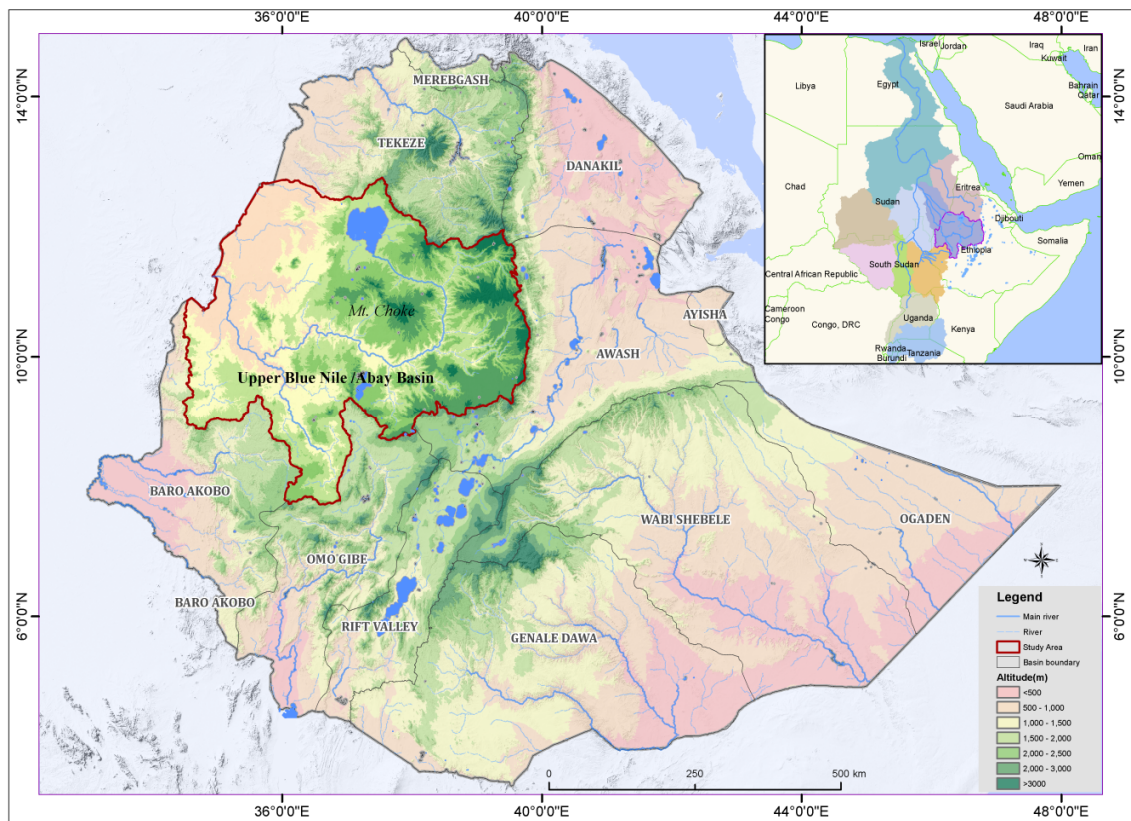 36°0'0"E 40°0'0"E 44°0'0"E 48°0'0"E
14°0'0"N
10°0'0"N
6°0'0"N
14°0'0"N
10°0'0"N
6°0'0"N
MEREBGASH
TEKEZE
DANAKIL
Mt. Choke
AYISHA
AWASH
Upper Blue Nile /Abay Basin
BARO AKOBO
WABI SHEBELE
OGADEN
OMO GIBE
BARO AKOBO
RIFT VALLEY
GENALE DAWA
Israel
Jordan
Iraq
Iran
Kuwait
Libya
Egypt
Bahrain
Qatar
Saudi Arabia
Oman
Chad
Eritrea
Yemen
Sudan
Djibouti
Somalia
Ethiopia
South Sudan
Central African Republic
Cameroon
Congo
Uganda
Congo, DRC
Kenya
Rwanda
Burundi
Tanzania
Legend
Main river
River
Study Area
Basin boundary
Altitude(m)
<500
500 - 1,000
1,000 - 1,500
1,500 - 2,000
2,000 - 2,500
2,000 - 3,000
>3000
0 250 500 km
36°0'0"E 40°0'0"E 44°0'0"E 48°0'0"E